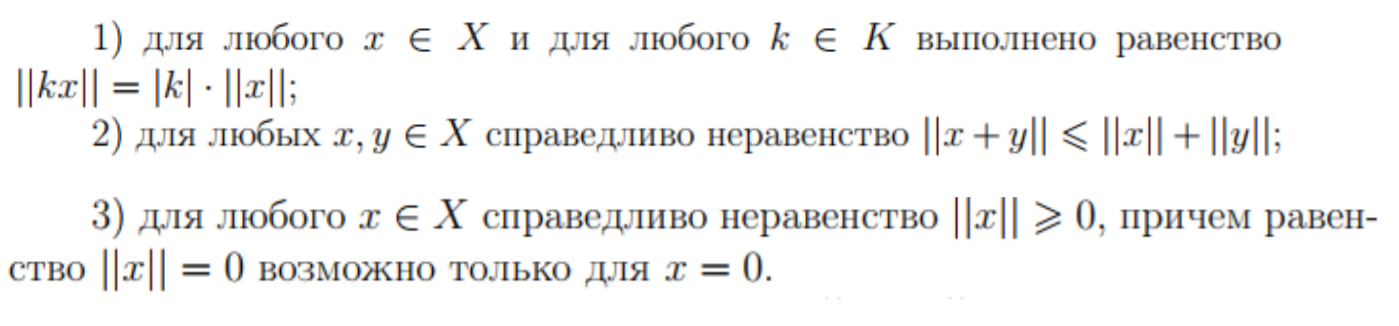 1) для любого x ∈ X и для любого k ∈ K выполнено равенство
||kx|| = |k| · ||x||;
2) для любых x, y ∈ X справедливо неравенство ||x + y|| ⩽ ||x|| + ||y||;
3) для любого x ∈ X справедливо неравенство ||x|| ⩾ 0, причем равен-
ство ||x|| = 0 возможно только для x = 0.